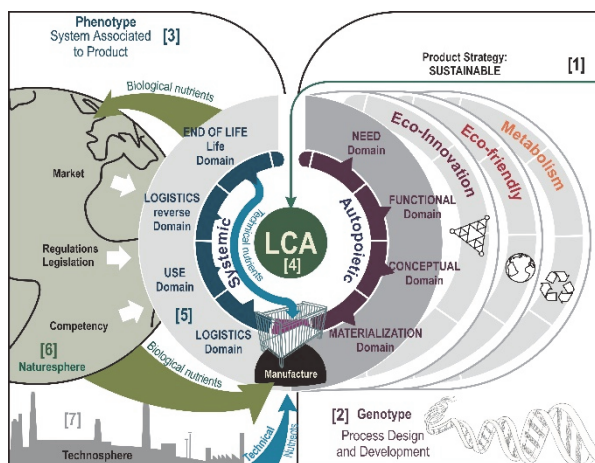 Phenotype
System Associated
to Product
[3]
Product Strategy:
SUSTAINABLE
[1]
Biological nutrients
END OF LIFE
Life
Domain
NEED
Domain
Eco-Innovation
Eco-friendly
Metabolism
Market
LOGISTICS
reverse
Domain
Systemic
Technical nutrients
LCA
[4]
Autopoietic
FUNCTIONAL
Domain
Regulations
Legislation
USE
Domain
CONCEPTUAL
Domain
[5]
Competency
LOGISTICS
Domain
MATERIALIZATION
Domain
[6]
Naturesphere
Biological nutrients
Manufacture
[7]
Technosphere
Technical
Nutrients
[2] Genotype
Process Design
and Development